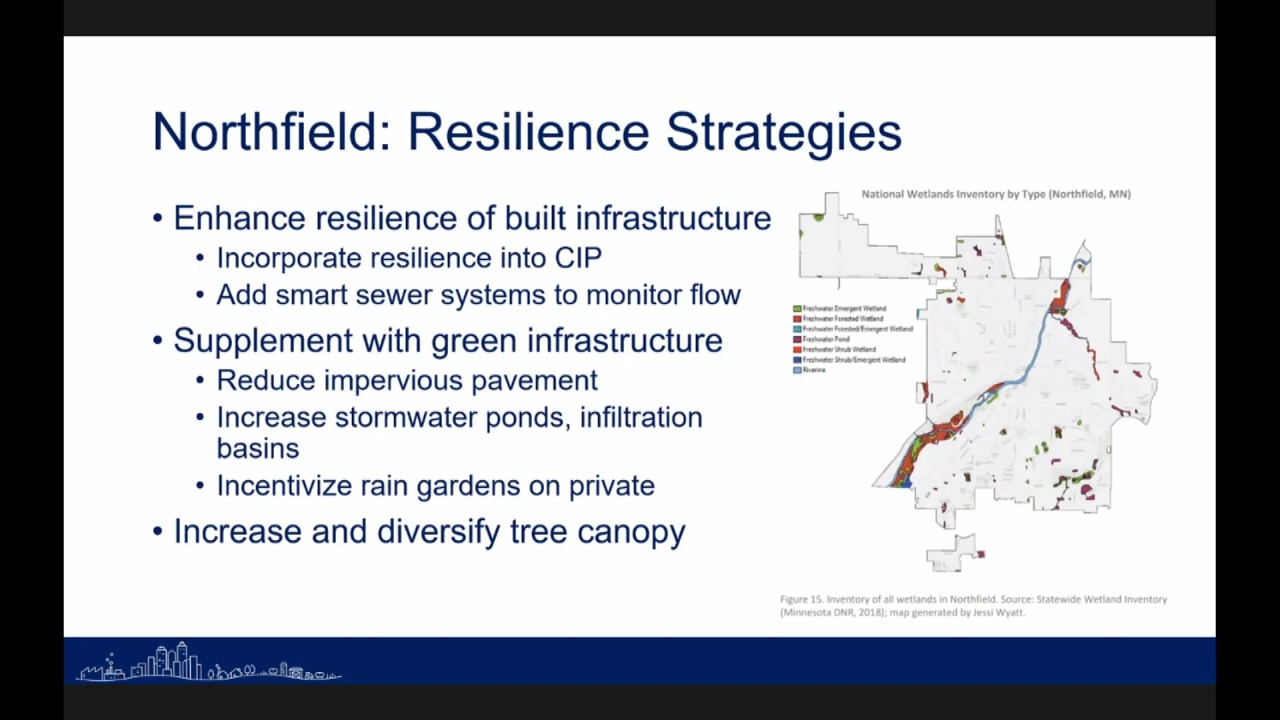 Northfield: Resilience Strategies
• Enhance resilience of built infrastructure
• Incorporate resilience into CIP
• Add smart sewer systems to monitor flow
• Supplement with green infrastructure
• Reduce impervious pavement
• Increase stormwater ponds, infiltration
basins
• Incentivize rain gardens on private
• Increase and diversify tree canopy
National Wetlands Inventory by Type (Northfield, MN)
Freshwater Emergent Wetland
Freshwater Forested Wetland
Freshwater Forested/Emergent Wetland
Freshwater Pond
Freshwater Shrub Wetland
Freshwater Shrub/Emergent Wetland
Riverine
Figure 15. Inventory of all wetlands in Northfield. Source: Statewide Wetland Inventory
(Minnesota DNR, 2018); map generated by Jessi Wyatt.